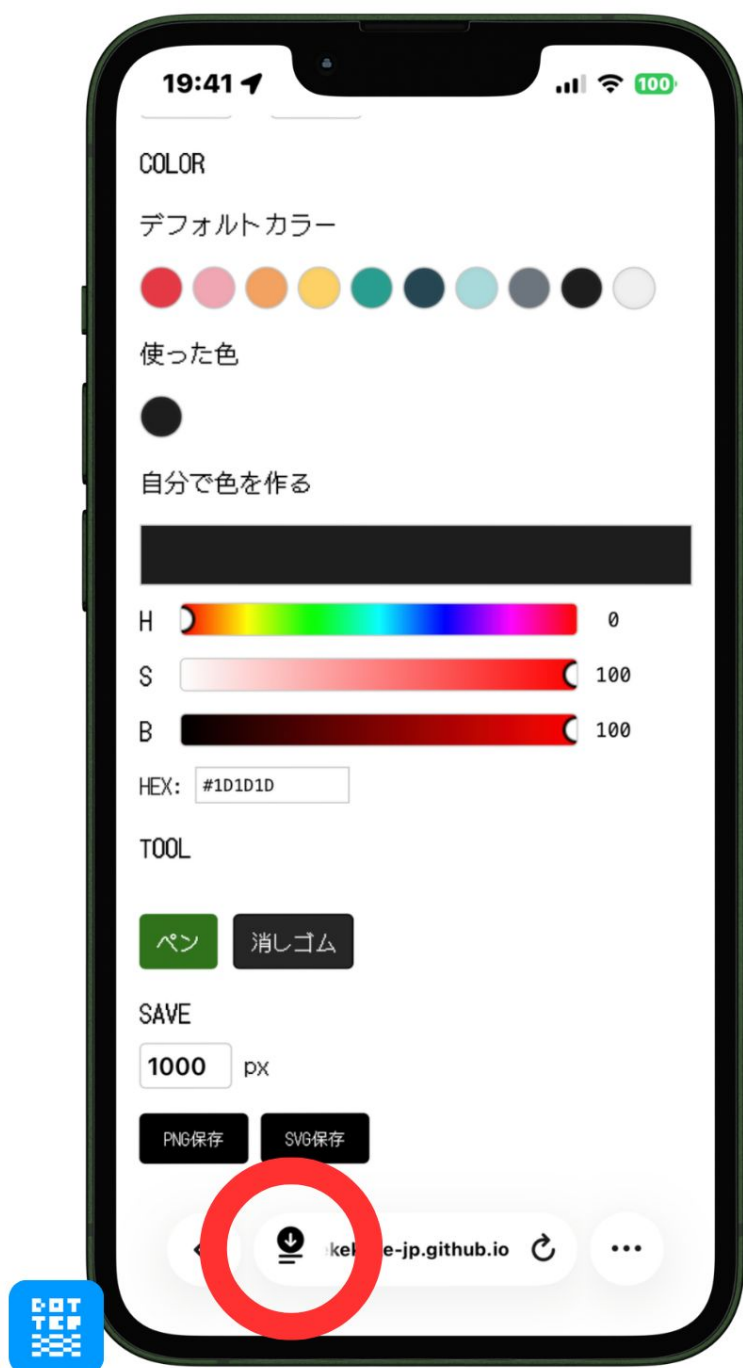 19:41
100
COLOR
デフォルトカラー
使った色
自分で色を作る
H 0
S 100
B 100
HEX: #1D1D1D
TOOL
ペン 消しゴム
SAVE
1000 px
PNG保存 SVG保存
e-jp.github.io
DOT
TEP